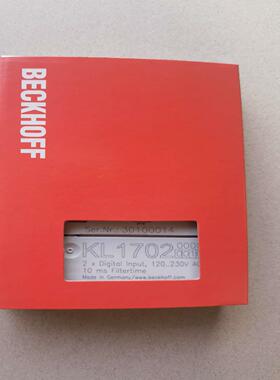 BECKHOFF
Ser.Nr.: 30100014
KL1702
2 x Digital Input, 120..230V AC
10 ms Filtertime
Made in Germany/www.beckhoff.com